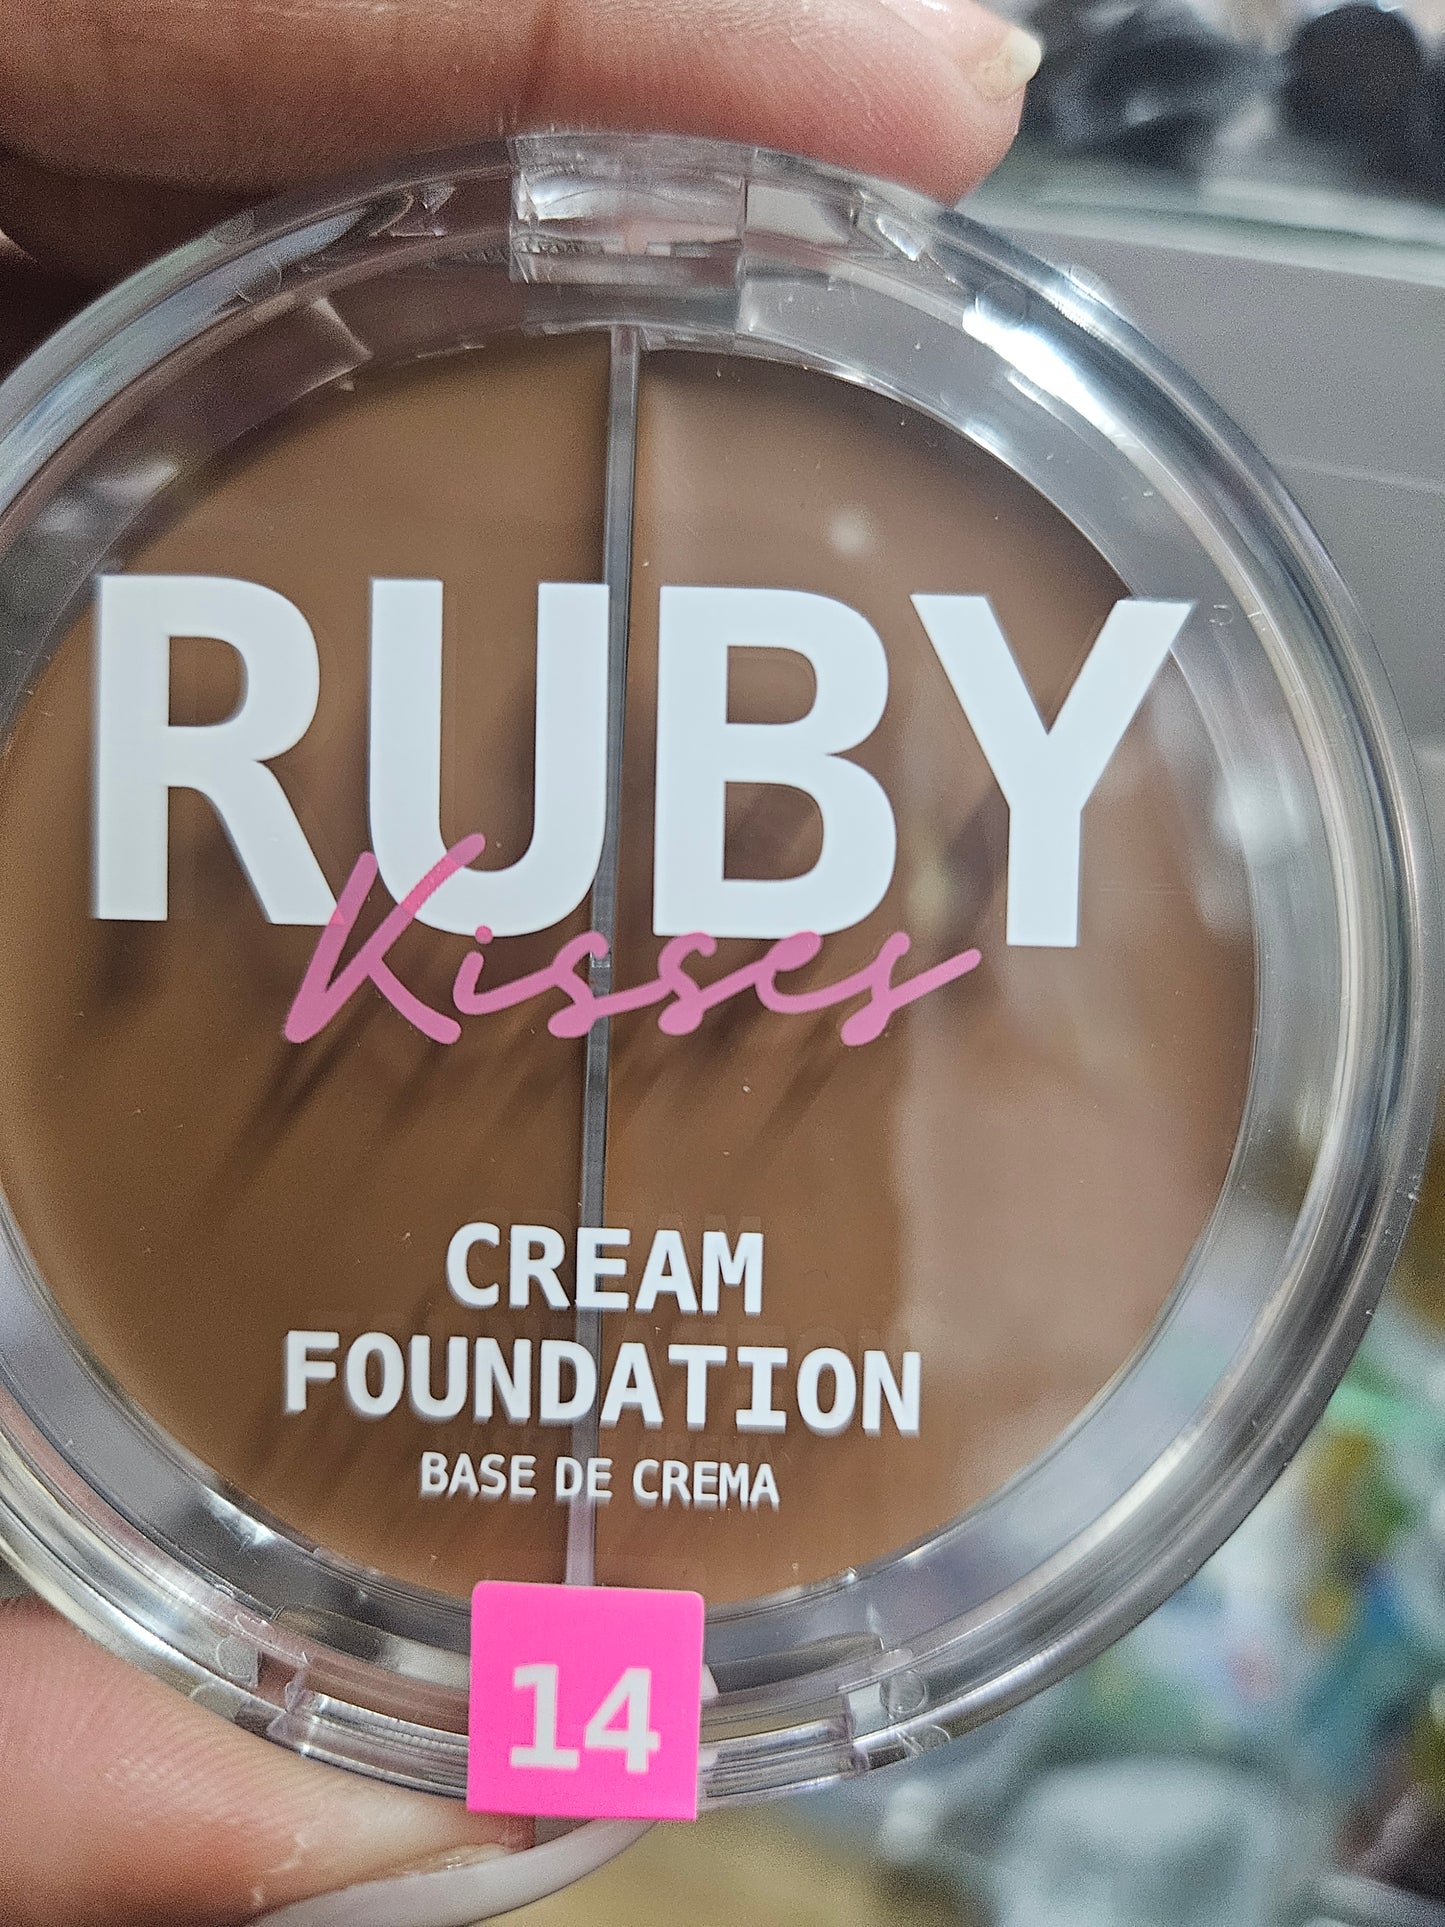 RUBY
Kisses
CREAM
FOUNDATION
BASE DE CREMA
14